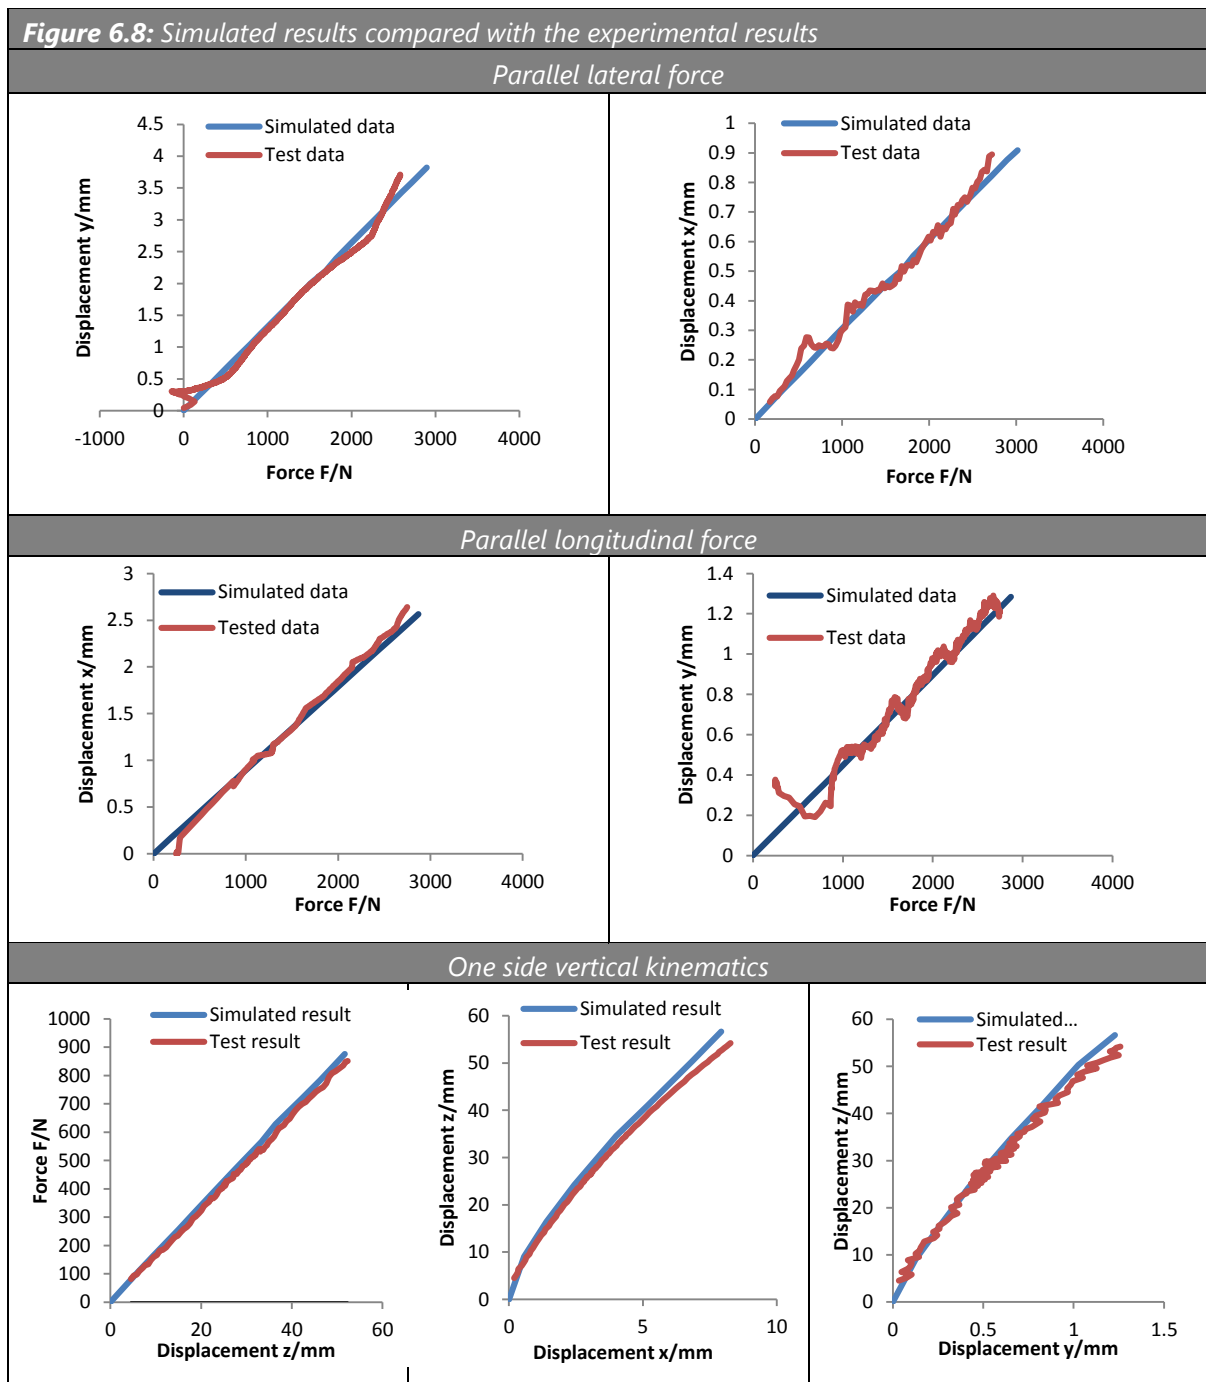 Figure 6.8: Simulated results compared with the experimental results
Parallel lateral force
Simulated data
Test data
4.5
4
3.5
3
2.5
2
1.5
1
0.5
0
-1000
0
1000
2000
3000
4000
Displacement y/mm
Force F/N
Simulated data
Test data
1
0.9
0.8
0.7
0.6
0.5
0.4
0.3
0.2
0.1
0
0
1000
2000
3000
4000
Displacement x/mm
Force F/N
Parallel longitudinal force
Simulated data
Tested data
3
2.5
2
1.5
1
0.5
0
0
1000
2000
3000
4000
Displacement x/mm
Force F/N
Simulated data
Test data
1.4
1.2
1
0.8
0.6
0.4
0.2
0
0
1000
2000
3000
4000
Displacement y/mm
Force F/N
One side vertical kinematics
Simulated result
Test result
1000
900
800
700
600
500
400
300
200
100
0
0
20
40
60
Force F/N
Displacement z/mm
Simulated result
Test result
60
50
40
30
20
10
0
0
5
10
Displacement z/mm
Displacement x/mm
Simulated...
Test result
60
50
40
30
20
10
0
0
0.5
1
1.5
Displacement z/mm
Displacement y/mm